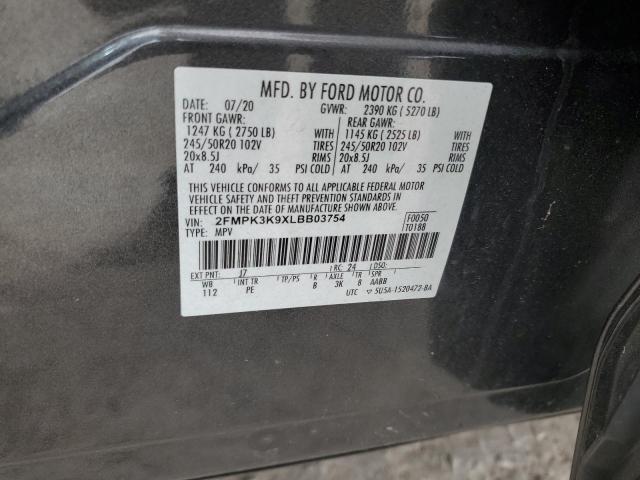 MFD. BY FORD MOTOR CO.
DATE: 07/20 GVWR: 2390 KG ( 5270 LB)
FRONT GAWR: REAR GAWR:
1247 KG ( 2750 LB) WITH 1145 KG ( 2525 LB) WITH
245/50R20 102V TIRES 245/50R20 102V TIRES
20x8.5J RIMS 20x8.5J RIMS
AT 240 kPa/ 35 PSI COLD AT 240 kPa/ 35 PSI COLD
THIS VEHICLE CONFORMS TO ALL APPLICABLE FEDERAL MOTOR
VEHICLE SAFETY AND THEFT PREVENTION STANDARDS IN
EFFECT ON THE DATE OF MANUFACTURE SHOWN ABOVE.
VIN: 2FMPK3K9XLBB03754 F0050
TYPE: MPV T0188
EXT PNT: J7 RC: 24 DSO:
WB INT TR TP/PS R AXLE TR SPR
112 PE B 3K 8 AABB
UTC ▽ 5U5A-1520472-BA